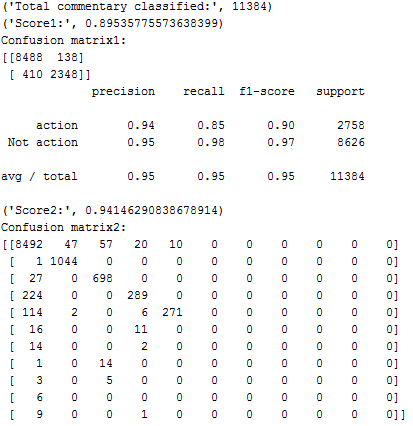 ('Total commentary classified:', 11384)
('Score1:', 0.89535775573638399)
Confusion matrix1:
[[8488  138]
 [ 410 2348]]
             precision    recall  f1-score   support

     action       0.94      0.85      0.90      2758
 Not action       0.95      0.98      0.97      8626

avg / total       0.95      0.95      0.95     11384

('Score2:', 0.94146290838678914)
Confusion matrix2:
[[8492   47   57   20   10    0    0    0    0    0    0]
 [   1 1044    0    0    0    0    0    0    0    0    0]
 [  27    0  698    0    0    0    0    0    0    0    0]
 [ 224    0    0  289    0    0    0    0    0    0    0]
 [ 114    2    0    6  271    0    0    0    0    0    0]
 [  16    0    0   11    0    0    0    0    0    0    0]
 [  14    0    0    2    0    0    0    0    0    0    0]
 [   1    0   14    0    0    0    0    0    0    0    0]
 [   3    0    5    0    0    0    0    0    0    0    0]
 [   6    0    0    0    0    0    0    0    0    0    0]
 [   9    0    0    1    0    0    0    0    0    0    0]]